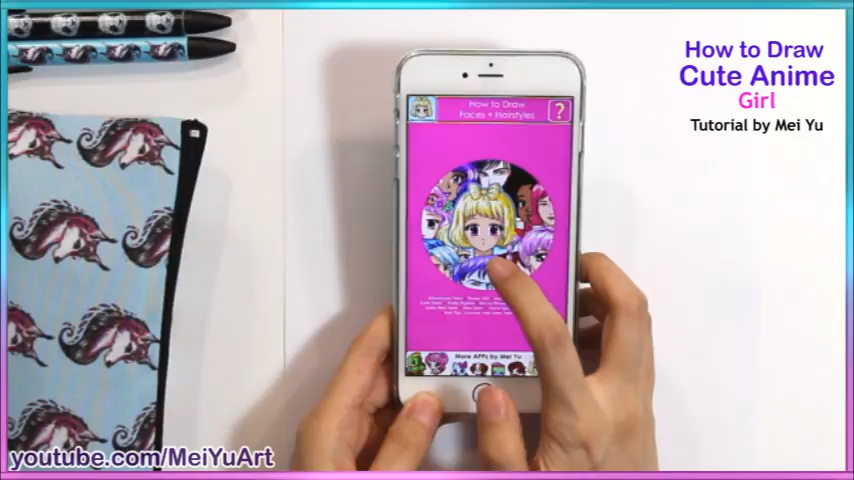 How to Draw
Cute Anime
Girl
Tutorial by Mei Yu
How to Draw
Faces + Hairstyles
?
More APPs by Mei Yu
youtube.com/MeiYuArt